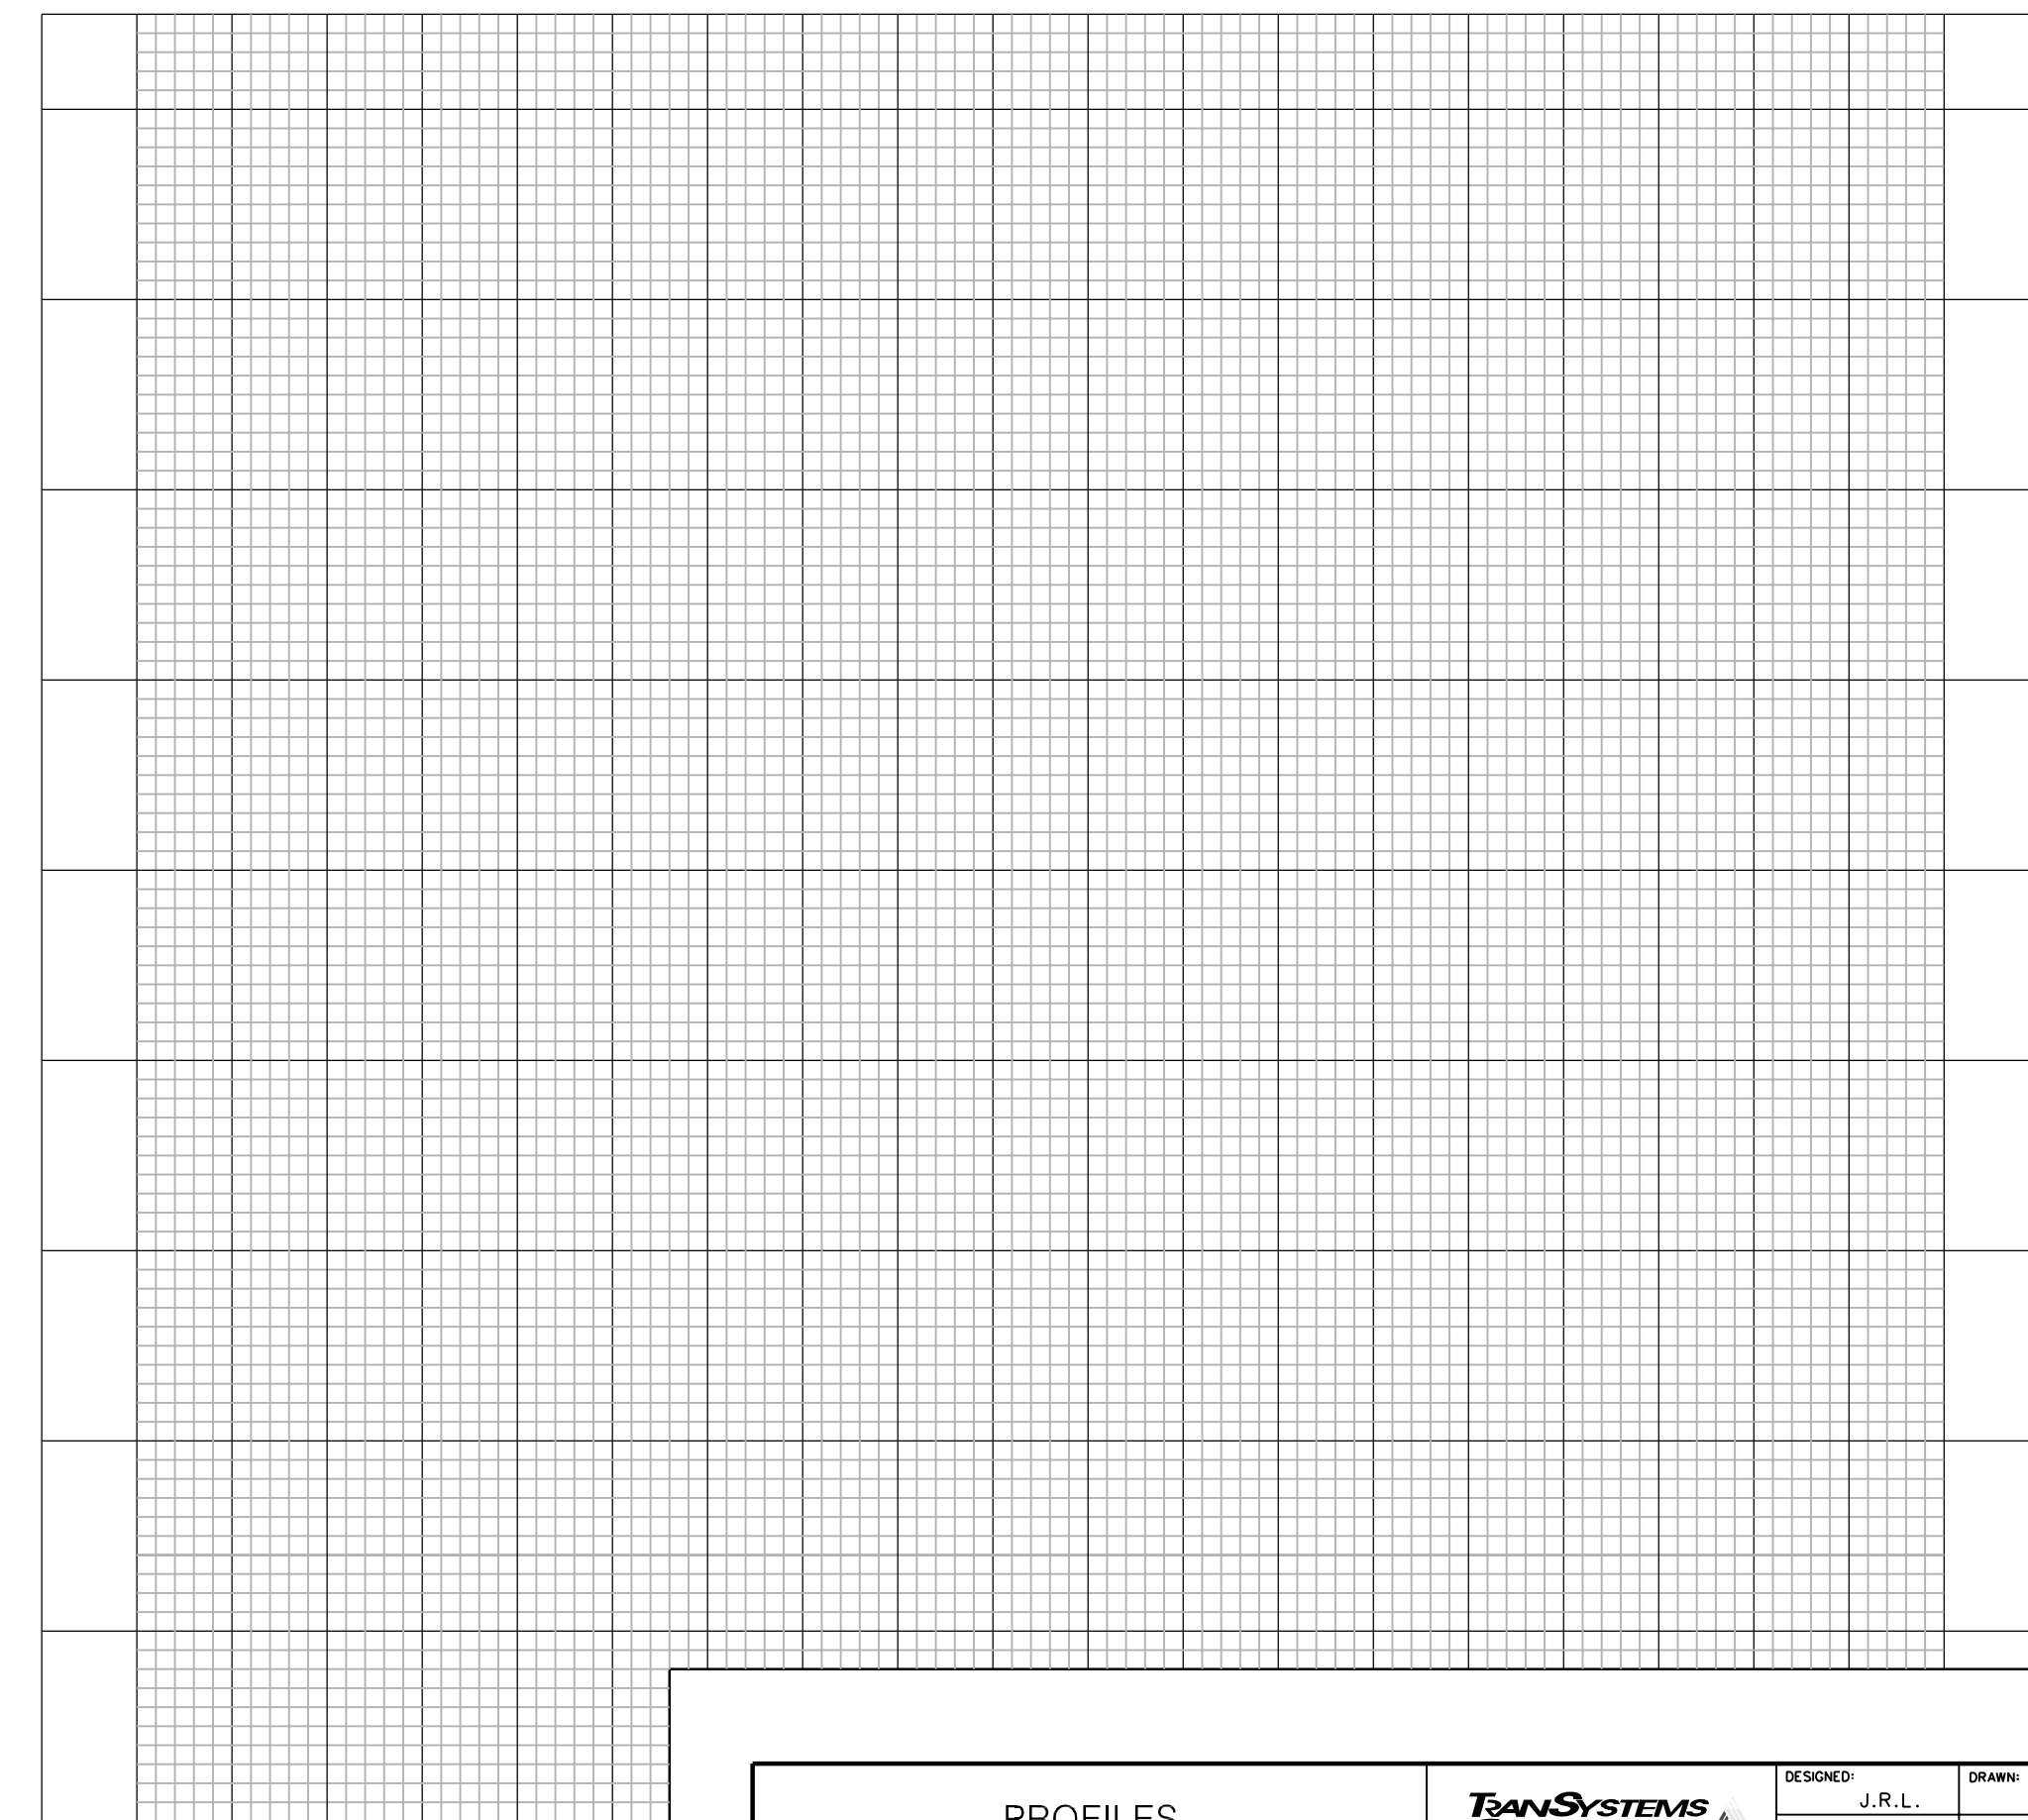 PROFILES
TRANSYSTEMS
DESIGNED:
J.R.L.
DRAWN: